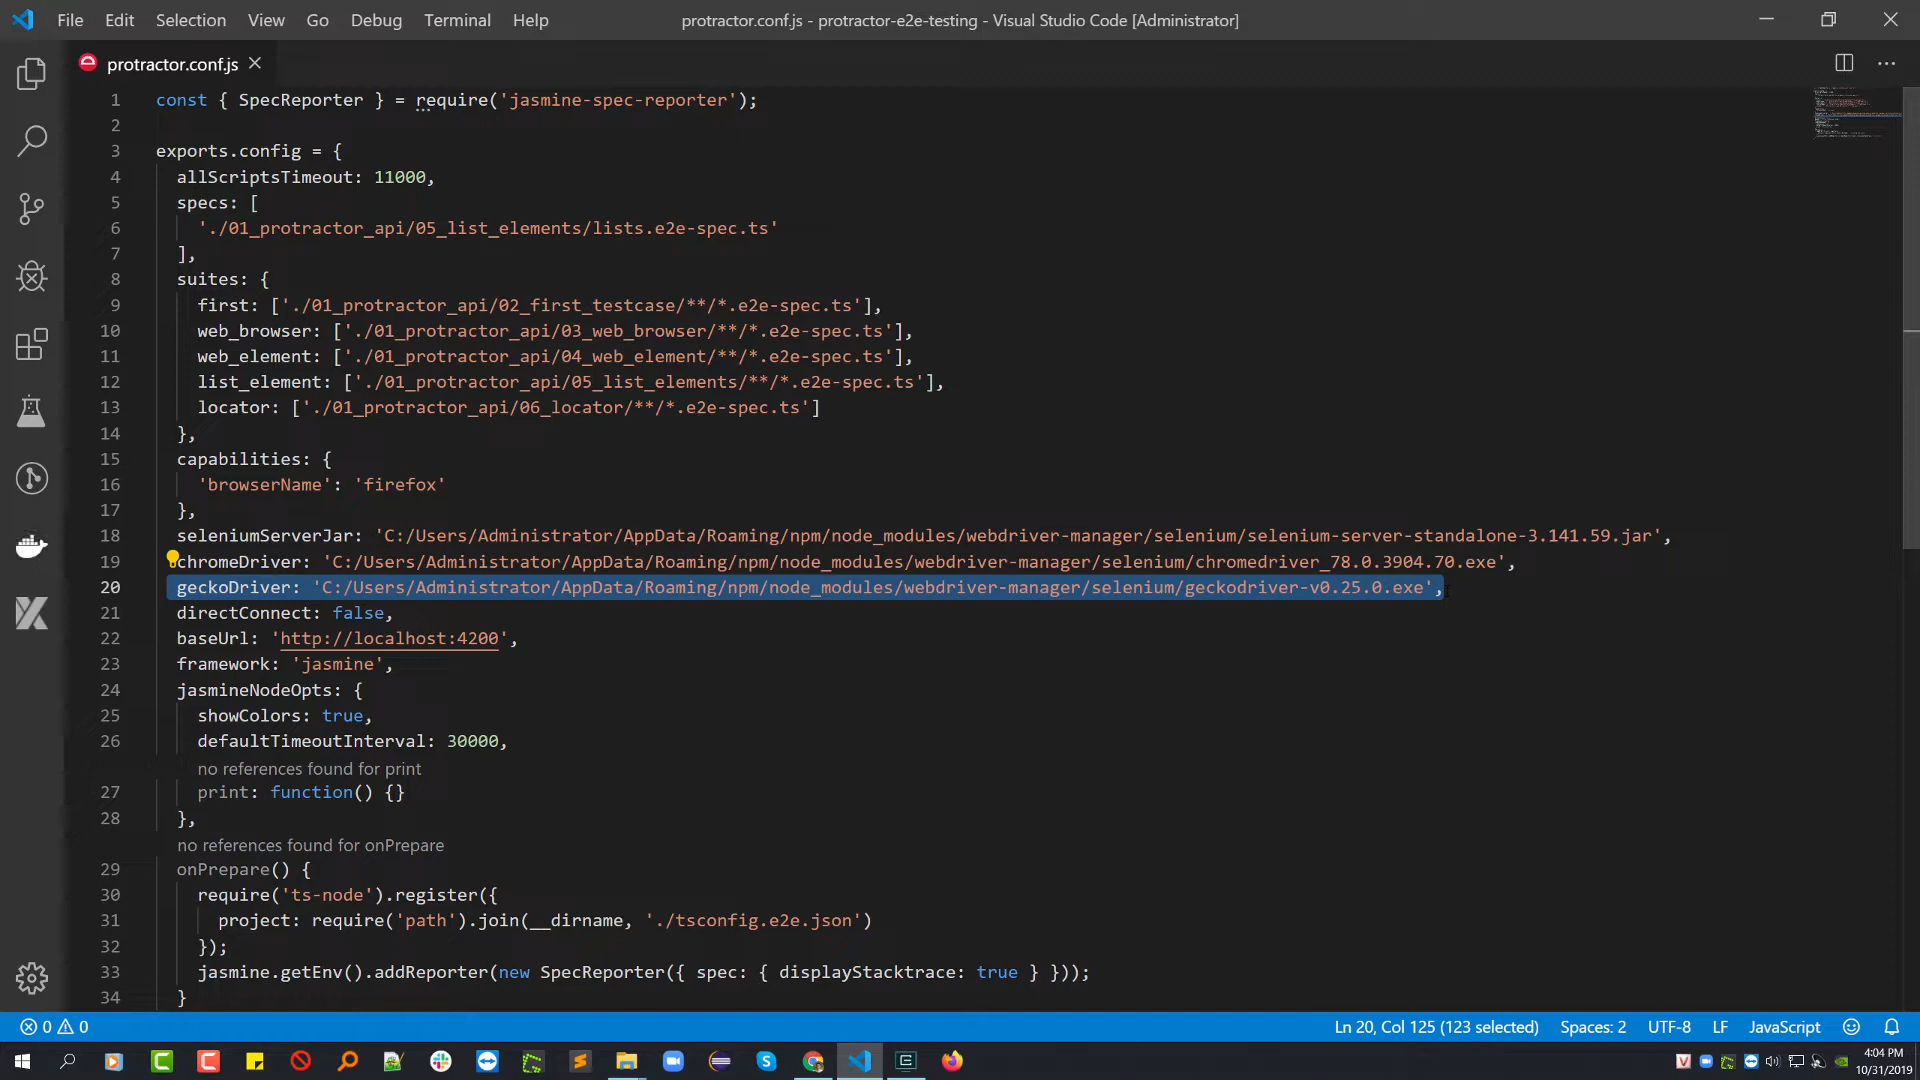 File Edit Selection View Go Debug Terminal Help
protractor.conf.js - protractor-e2e-testing - Visual Studio Code [Administrator]
protractor.conf.js
1 const { SpecReporter } = require('jasmine-spec-reporter');
2
3 exports.config = {
4 allScriptsTimeout: 11000,
5 specs: [
6 './01_protractor_api/05_list_elements/lists.e2e-spec.ts'
7 ],
8 suites: {
9 first: ['./01_protractor_api/02_first_testcase/**/*.e2e-spec.ts'],
10 web_browser: ['./01_protractor_api/03_web_browser/**/*.e2e-spec.ts'],
11 web_element: ['./01_protractor_api/04_web_element/**/*.e2e-spec.ts'],
12 list_element: ['./01_protractor_api/05_list_elements/**/*.e2e-spec.ts'],
13 locator: ['./01_protractor_api/06_locator/**/*.e2e-spec.ts']
14 },
15 capabilities: {
16 'browserName': 'firefox'
17 },
18 seleniumServerJar: 'C:/Users/Administrator/AppData/Roaming/npm/node_modules/webdriver-manager/selenium/selenium-server-standalone-3.141.59.jar',
19 chromeDriver: 'C:/Users/Administrator/AppData/Roaming/npm/node_modules/webdriver-manager/selenium/chromedriver_78.0.3904.70.exe',
20 geckoDriver: 'C:/Users/Administrator/AppData/Roaming/npm/node_modules/webdriver-manager/selenium/geckodriver-v0.25.0.exe',
21 directConnect: false,
22 baseUrl: 'http://localhost:4200',
23 framework: 'jasmine',
24 jasmineNodeOpts: {
25 showColors: true,
26 defaultTimeoutInterval: 30000,
no references found for print
27 print: function() {}
28 },
no references found for onPrepare
29 onPrepare() {
30 require('ts-node').register({
31 project: require('path').join(__dirname, './tsconfig.e2e.json')
32 });
33 jasmine.getEnv().addReporter(new SpecReporter({ spec: { displayStacktrace: true } }));
34 }
0 0 Ln 20, Col 125 (123 selected) Spaces: 2 UTF-8 LF JavaScript
4:04 PM
10/31/2019